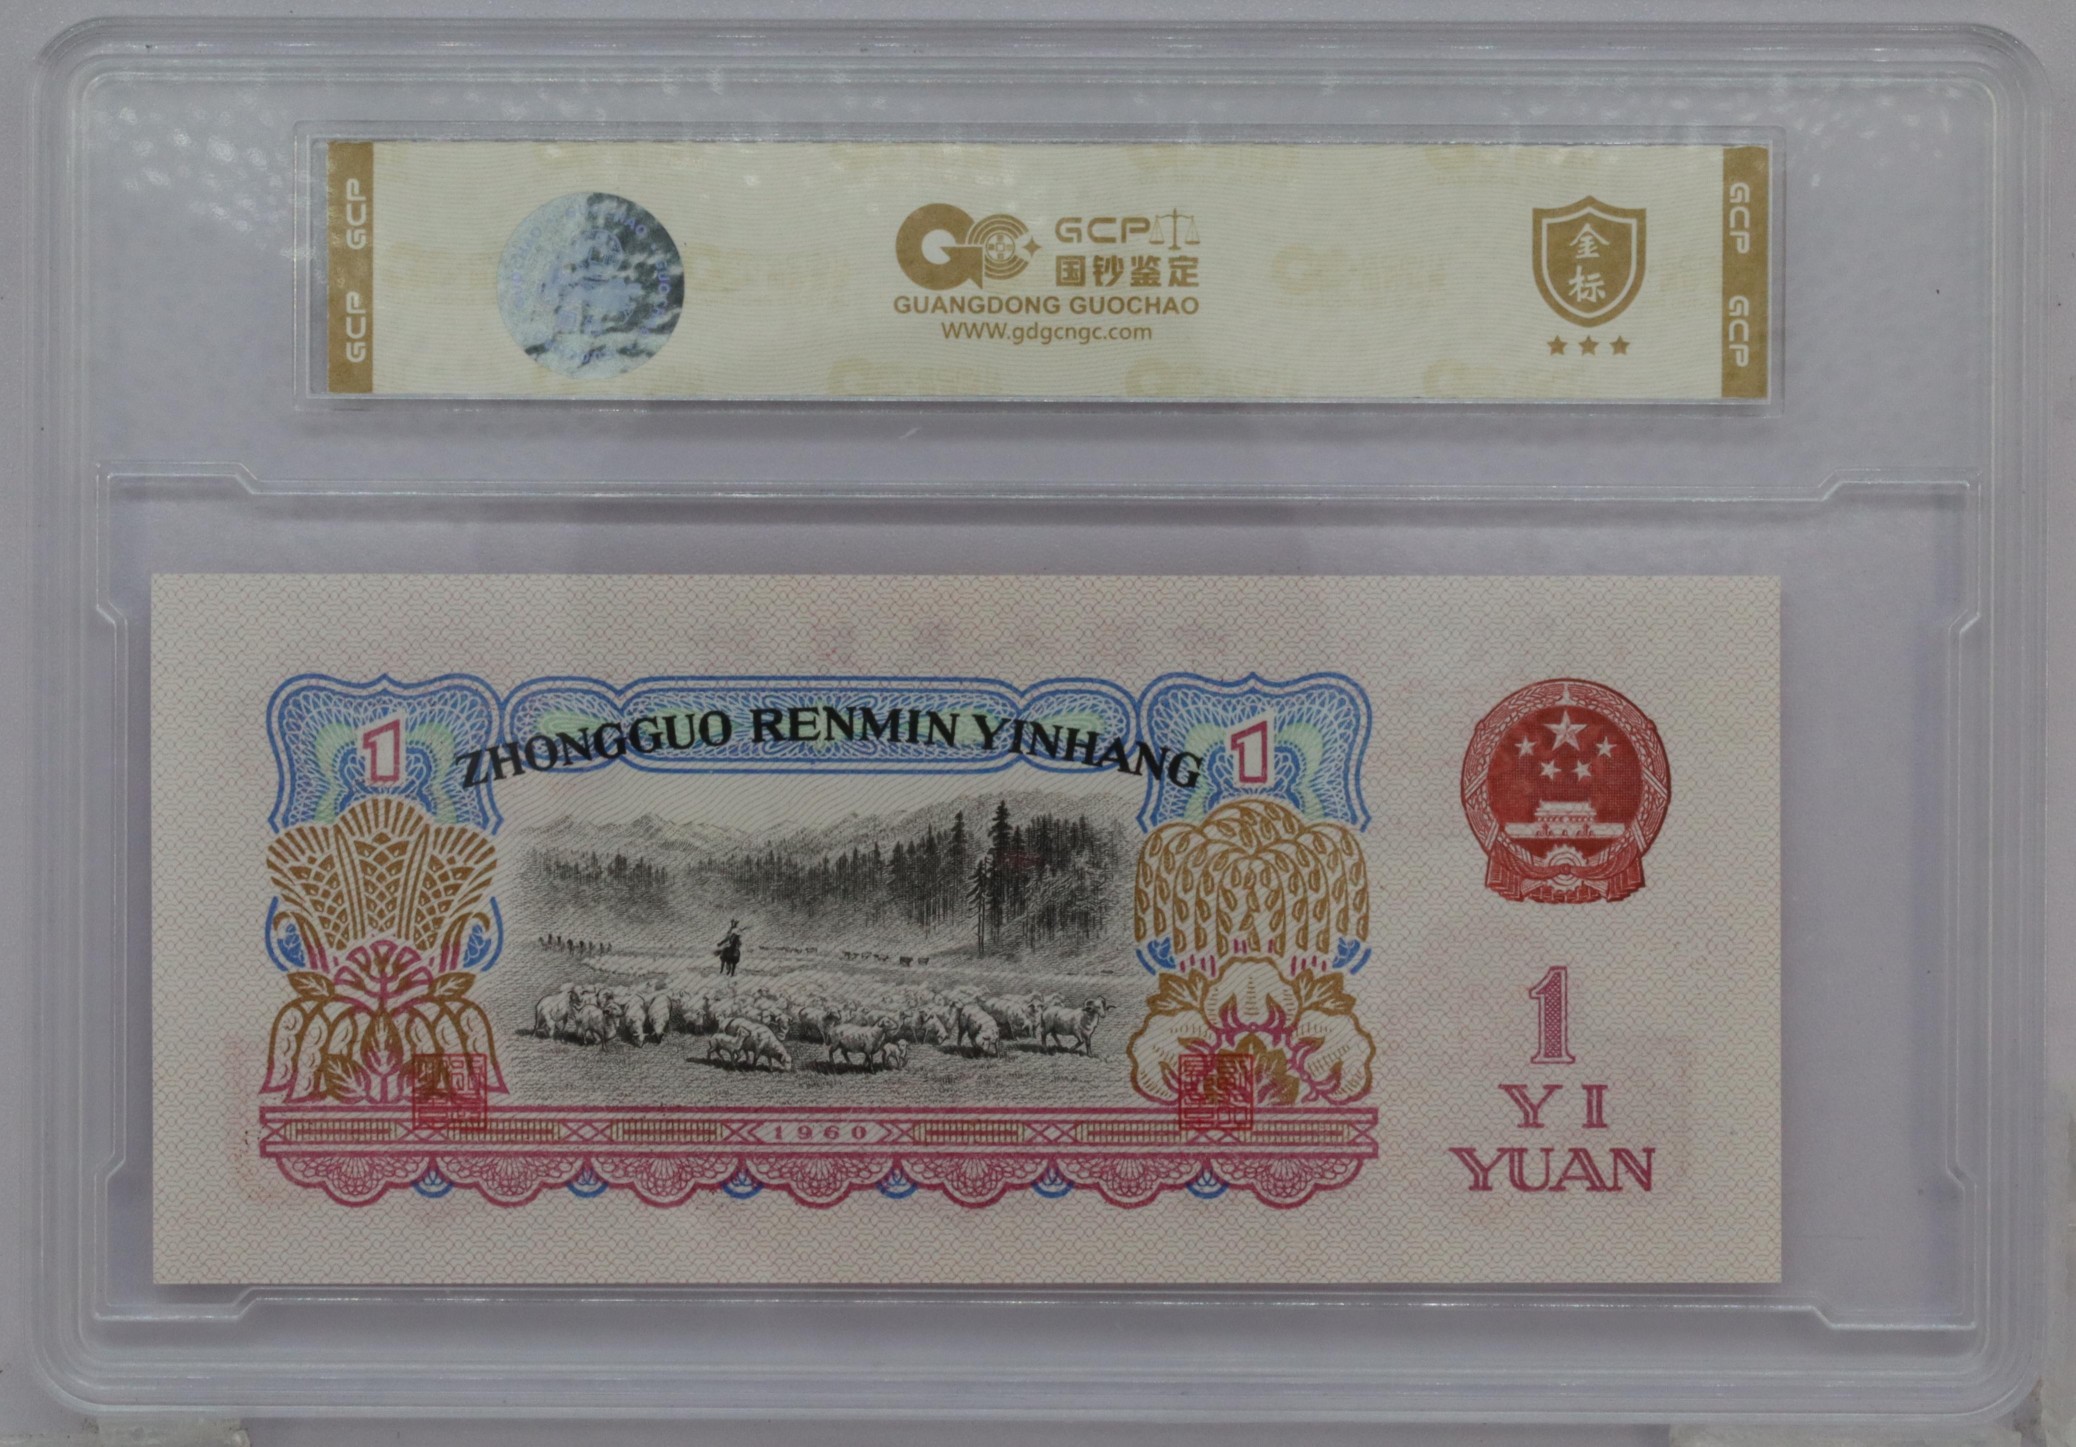 GCP GCP
GCP
国钞鉴定
GUANGDONG GUOCHAO
WWW.gdgcngc.com
金
标
GCP GCP
1
ZHONGGUO RENMIN YINHANG
1
1960
1
YI
YUAN